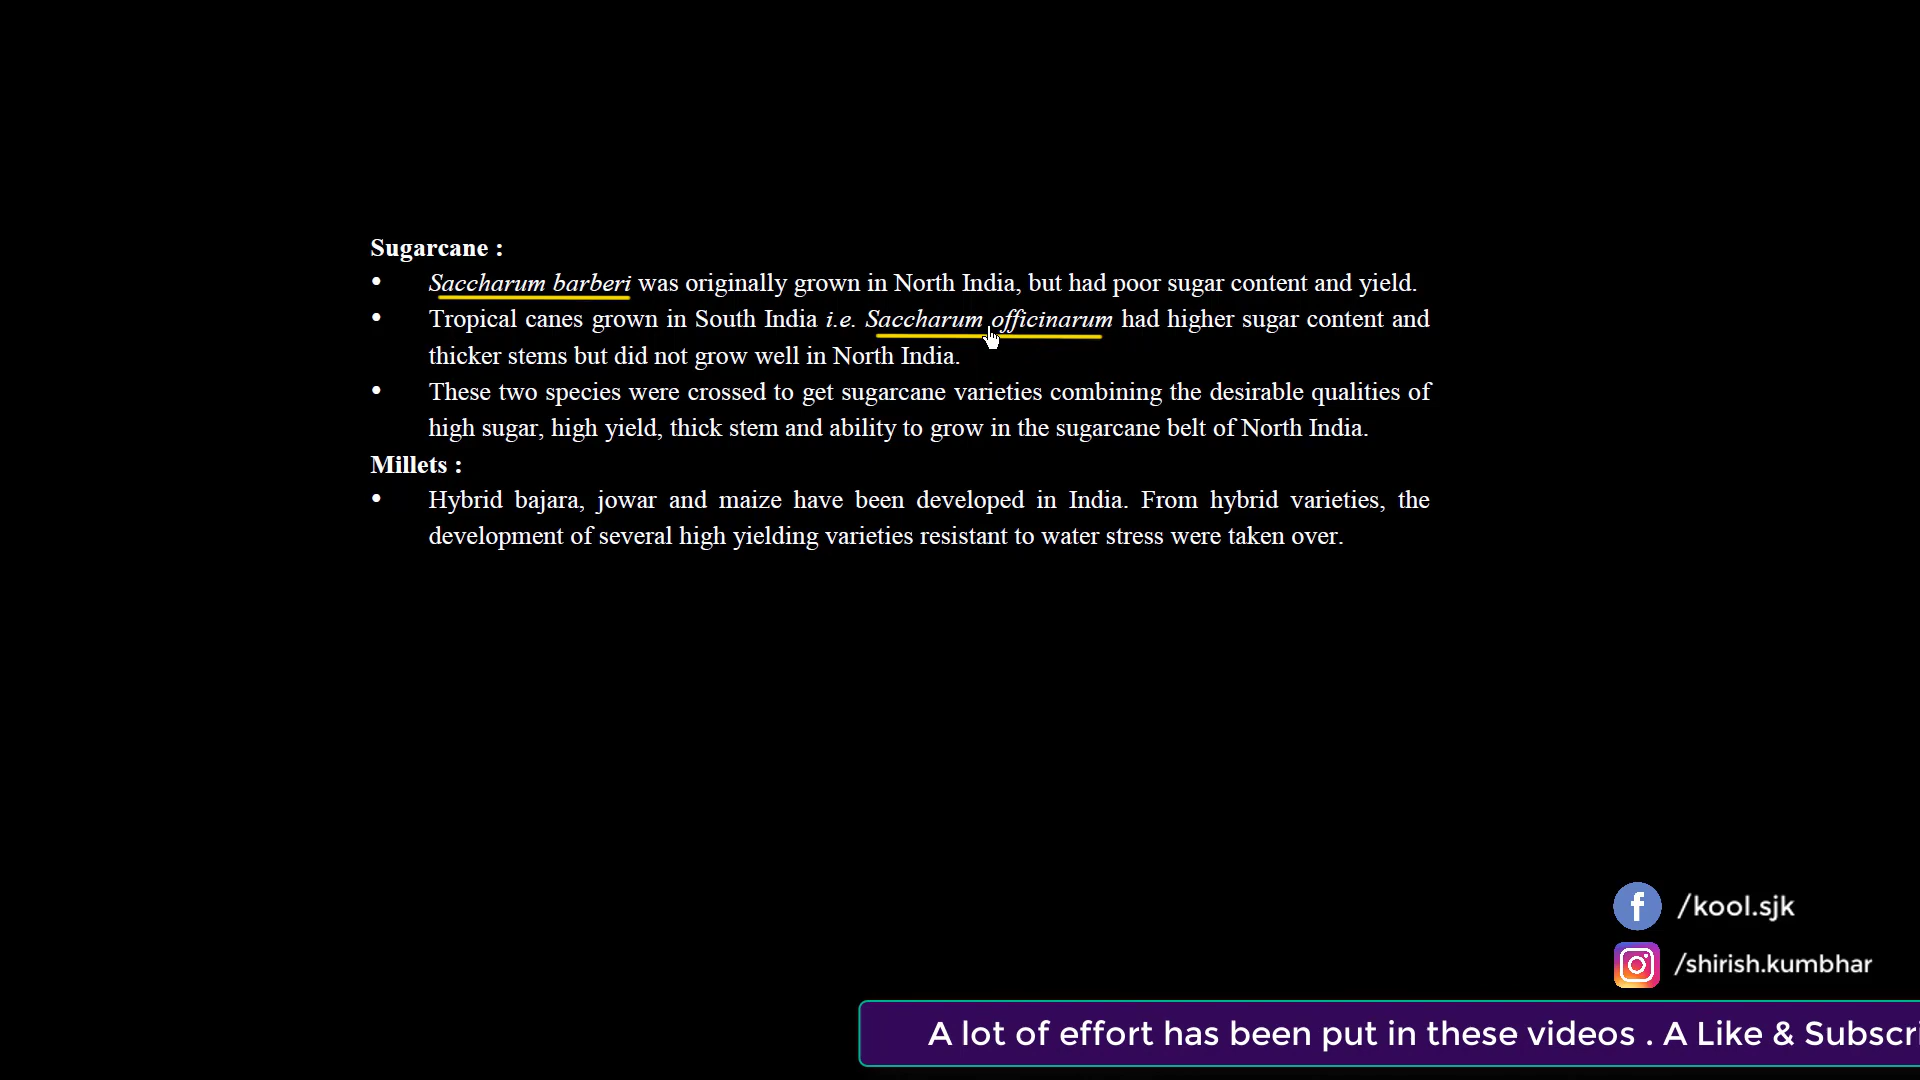 Sugarcane :
• Saccharum barberi was originally grown in North India, but had poor sugar content and yield.
• Tropical canes grown in South India i.e. Saccharum officinarum had higher sugar content and
thicker stems but did not grow well in North India.
• These two species were crossed to get sugarcane varieties combining the desirable qualities of
high sugar, high yield, thick stem and ability to grow in the sugarcane belt of North India.
Millets :
• Hybrid bajara, jowar and maize have been developed in India. From hybrid varieties, the
development of several high yielding varieties resistant to water stress were taken over.
/kool.sjk
/shirish.kumbhar
A lot of effort has been put in these videos . A Like & Subscri